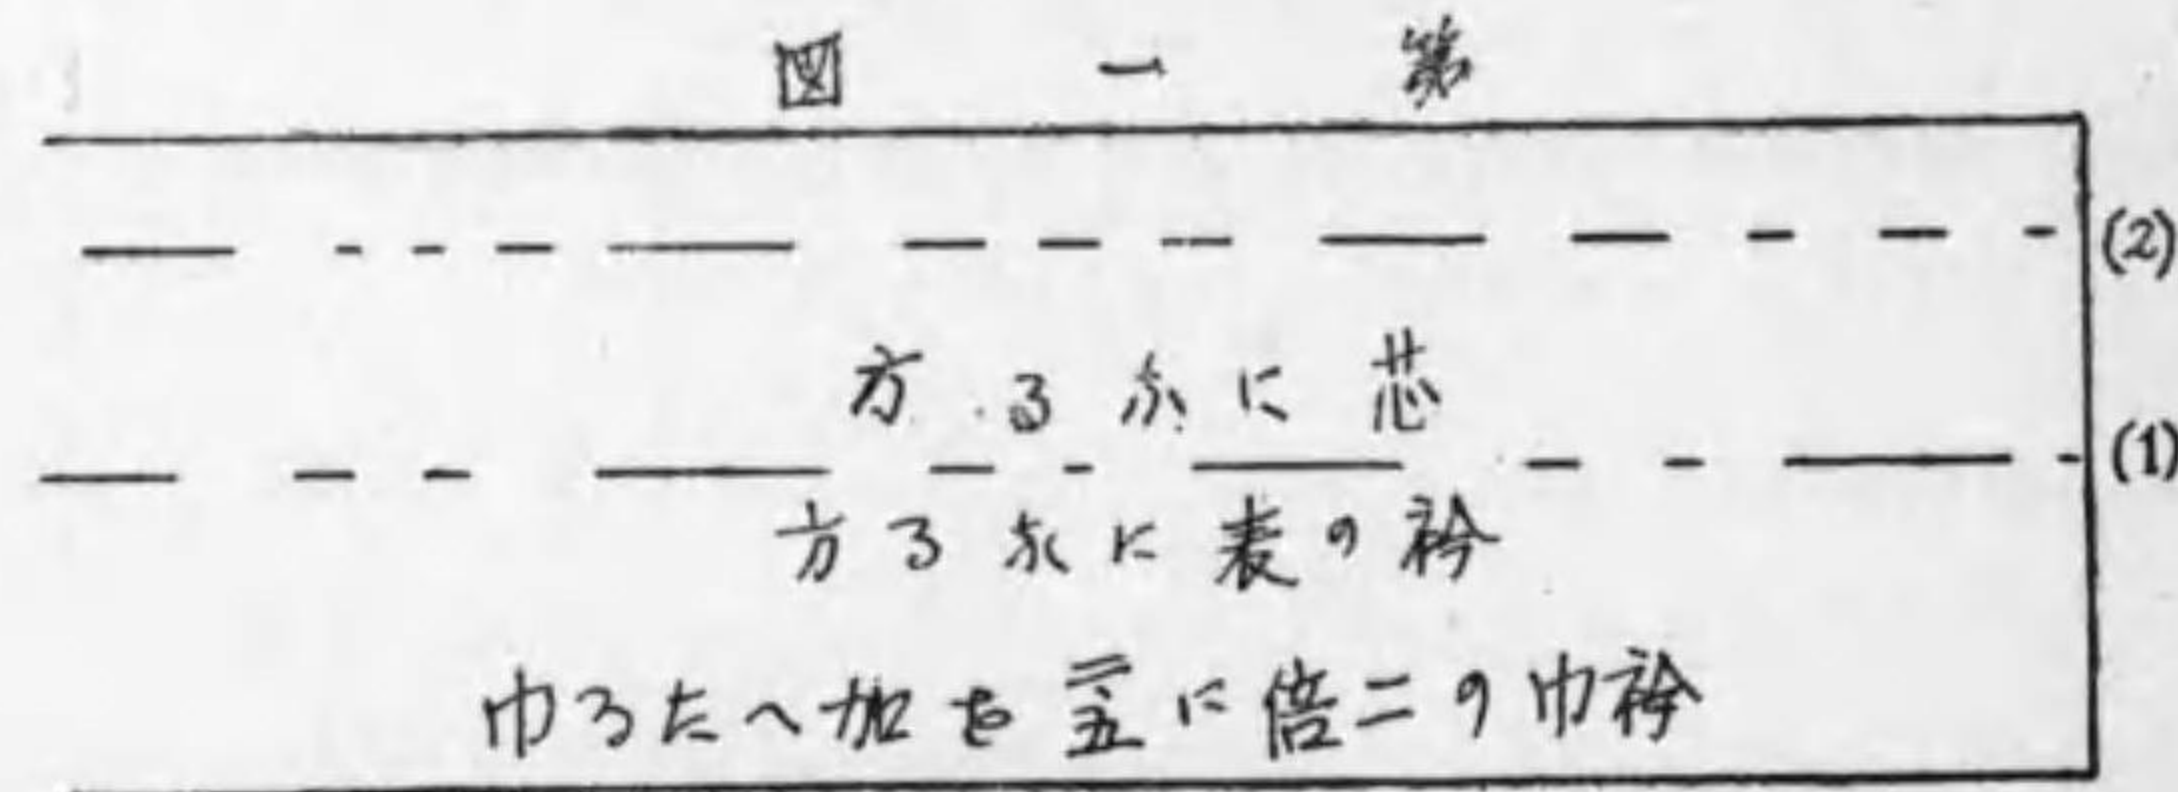 第一図
(2)
芯になる方
(1)
衿の表になる方
衿巾の二倍に二、五を加へたる巾